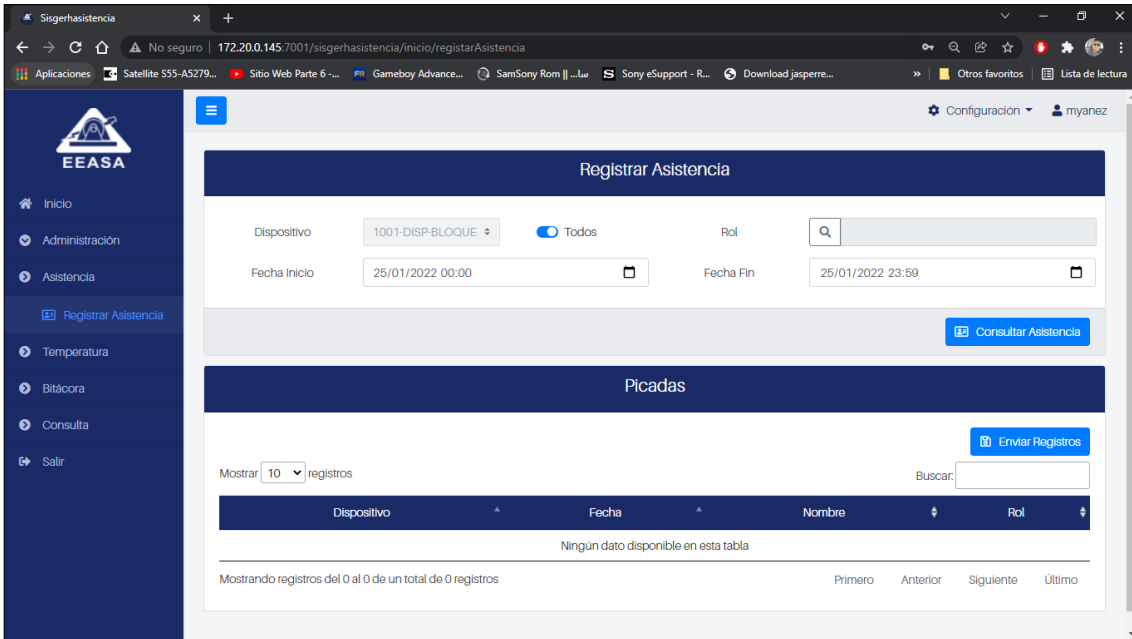 Sisgerhasistencia
No seguro | 172.20.0.145:7001/sisgerhasistencia/inicio/registarAsistencia
Aplicaciones Satellite S55-A5279... Sitio Web Parte 6 -... Gameboy Advance... SamSony Rom || ...سا Sony eSupport - R... Download jasperre... » Otros favoritos Lista de lectura
EEASA
Configuración myanez
Inicio
Administración
Asistencia
Registrar Asistencia
Temperatura
Bitácora
Consulta
Salir
Registrar Asistencia
Dispositivo 1001-DISP-BLOQUE Todos Rol
Fecha Inicio 25/01/2022 00:00 Fecha Fin 25/01/2022 23:59
Consultar Asistencia
Picadas
Enviar Registros
Mostrar 10 registros Buscar:
Dispositivo Fecha Nombre Rol
Ningún dato disponible en esta tabla
Mostrando registros del 0 al 0 de un total de 0 registros Primero Anterior Siguiente Último